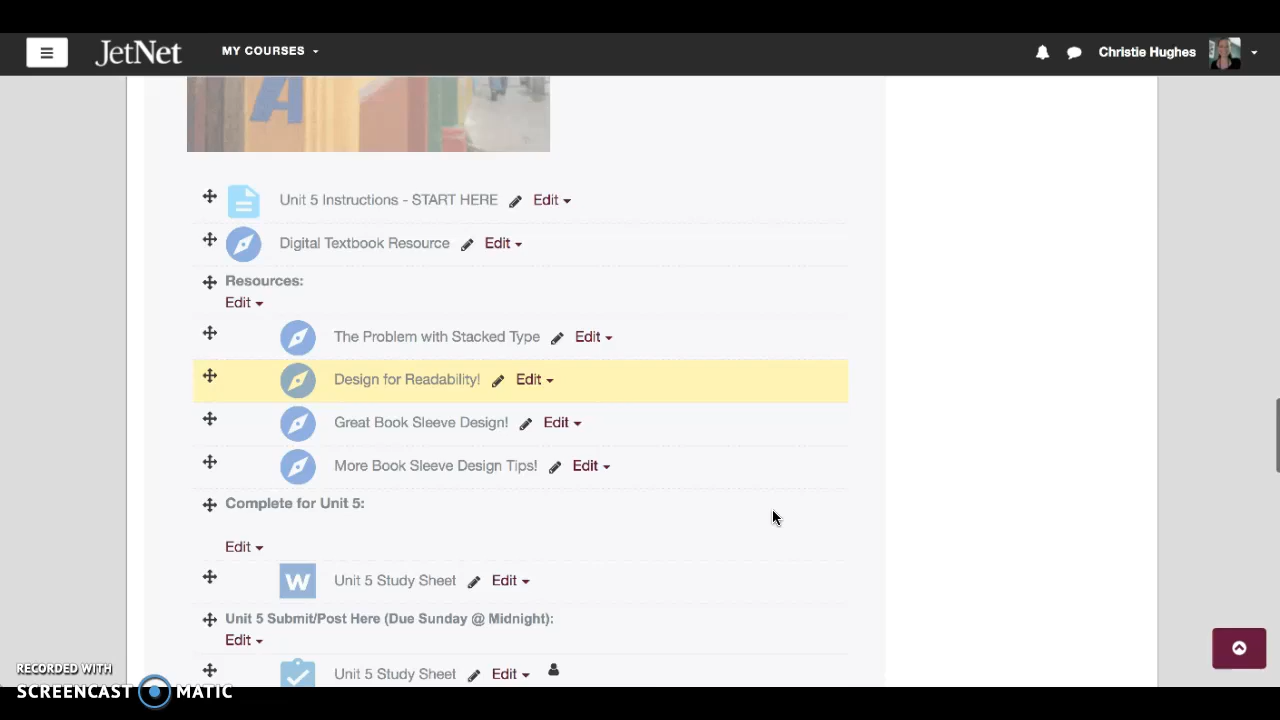 JetNet MY COURSES Christie Hughes
A
Unit 5 Instructions - START HERE Edit
Digital Textbook Resource Edit
Resources:
Edit
The Problem with Stacked Type Edit
Design for Readability! Edit
Great Book Sleeve Design! Edit
More Book Sleeve Design Tips! Edit
Complete for Unit 5:
Edit
W Unit 5 Study Sheet Edit
Unit 5 Submit/Post Here (Due Sunday @ Midnight):
Edit
Unit 5 Study Sheet Edit
RECORDED WITH
SCREENCAST MATIC